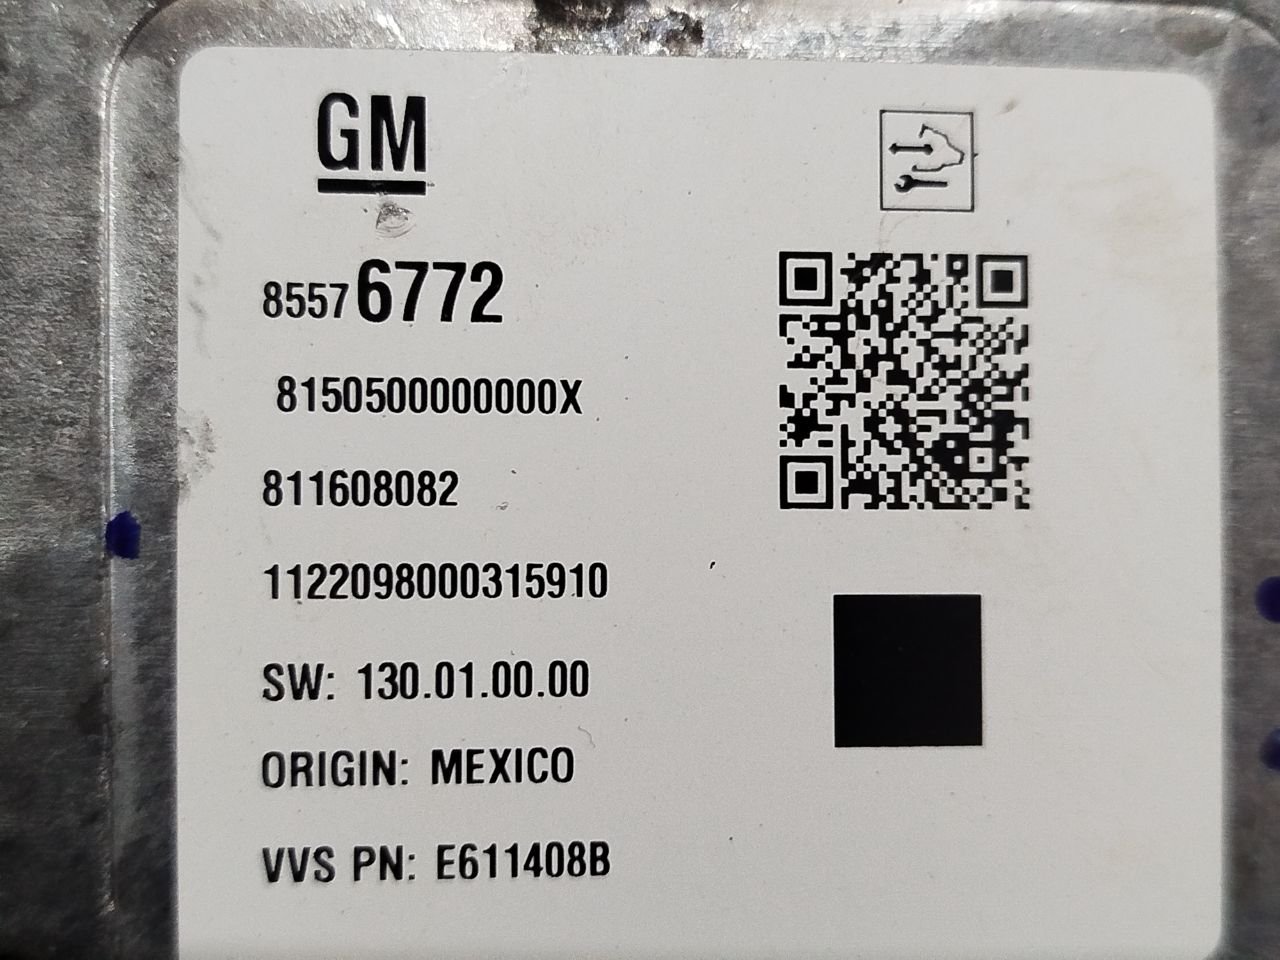 GM
85576772
8150500000000X
811608082
1122098000315910
SW: 130.01.00.00
ORIGIN: MEXICO
VVS PN: E611408B